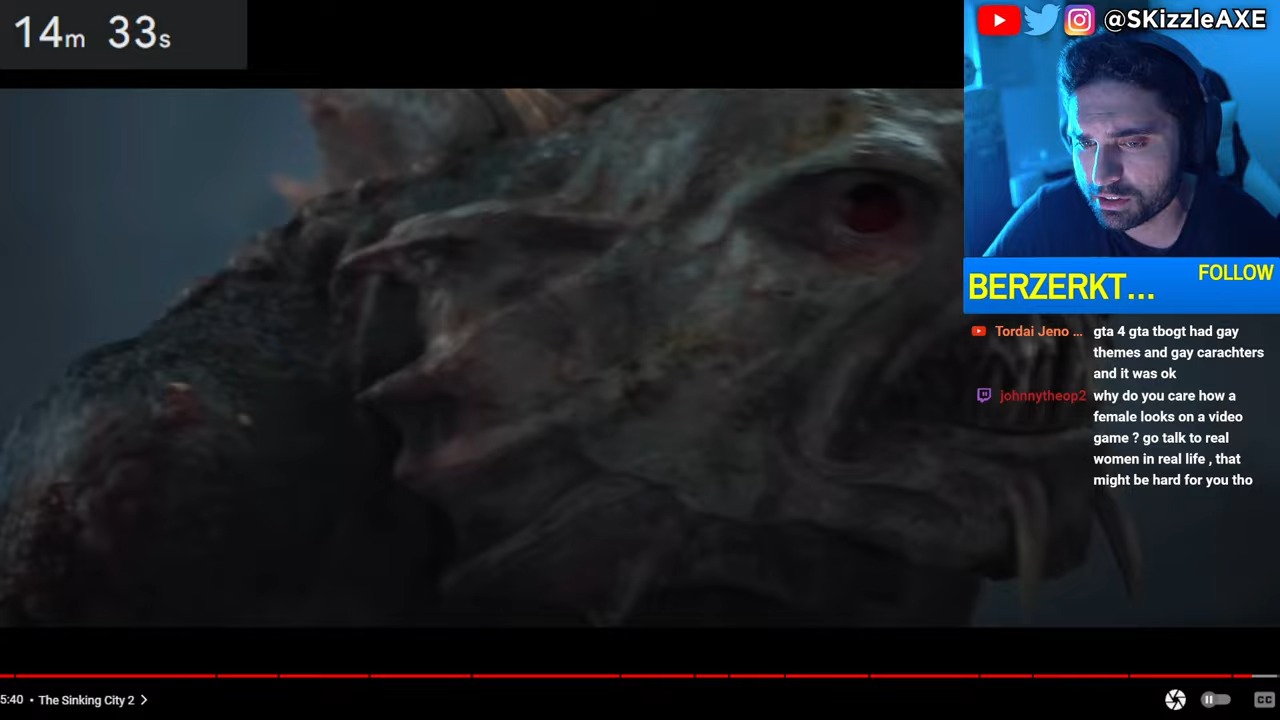 14m 33s
@SKizzleAXE
BERZERKT...
FOLLOW
Tordai Jeno ... gta 4 gta tbogt had gay
themes and gay carachters
and it was ok
johnnytheop2 why do you care how a
female looks on a video
game ? go talk to real
women in real life , that
might be hard for you tho
5:40 • The Sinking City 2
CC